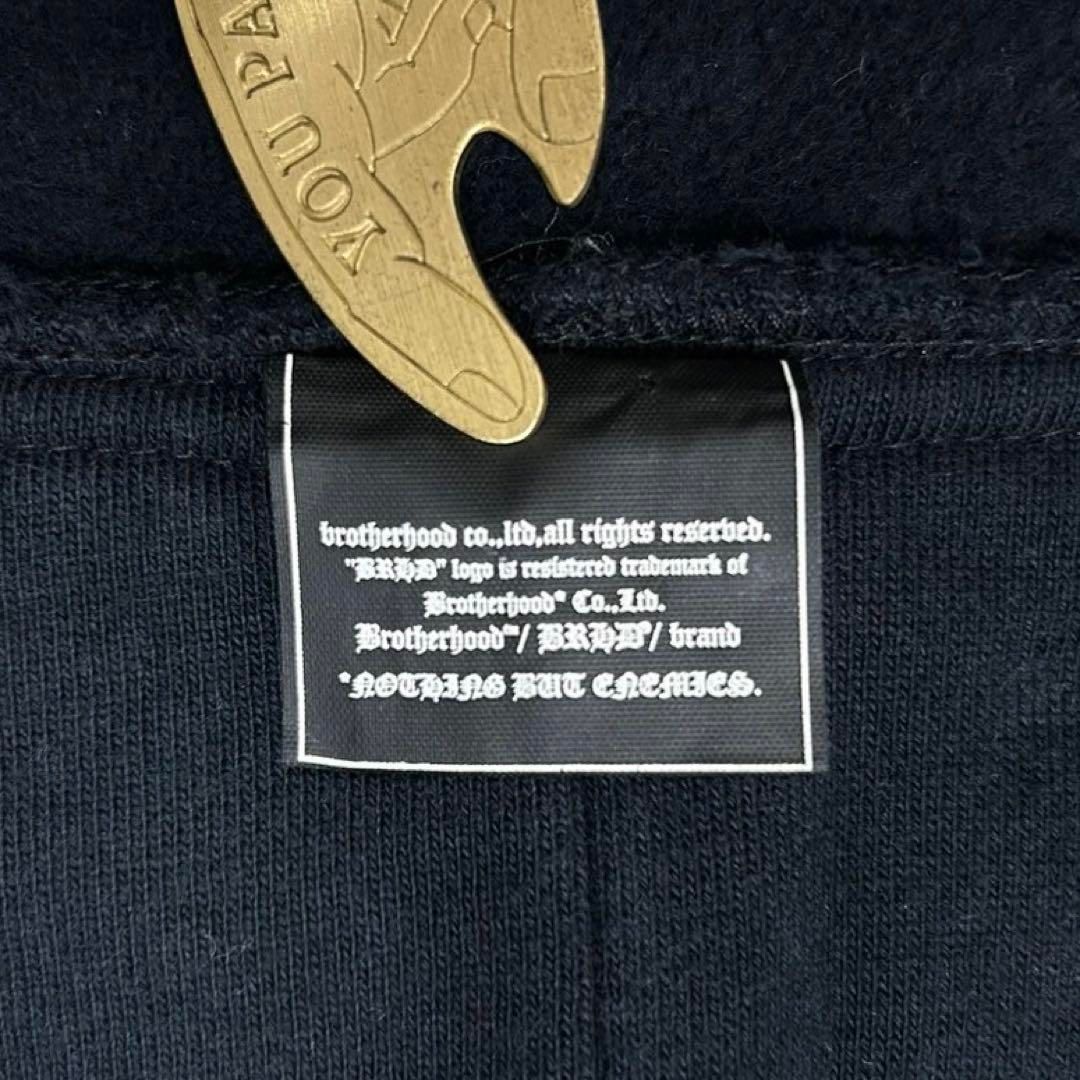 YOU PA
brotherhood co.,ltd,all rights reserved.
"BRHD" logo is resistered trademark of
Brotherhood® Co.,Ltd.
Brotherhood™/ BRHD®/ brand
*NOTHING BUT ENEMIES.